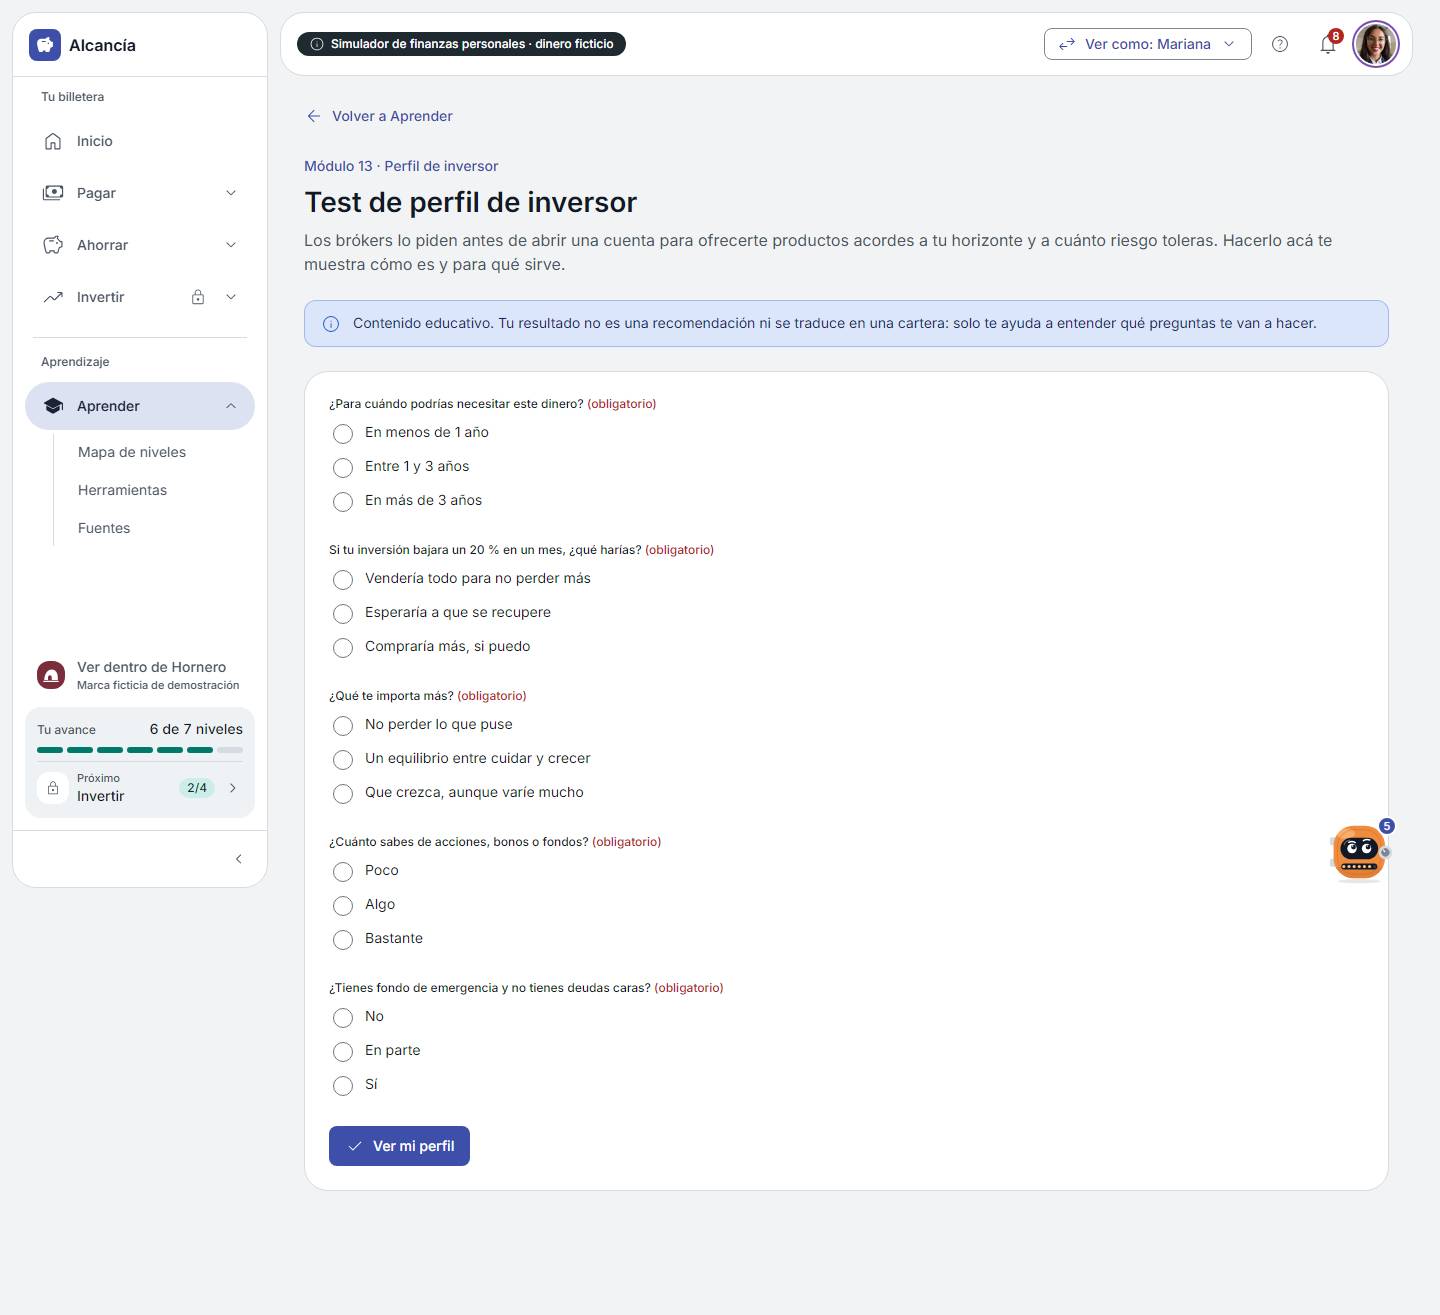 Alcancía
Tu billetera
Inicio
Pagar
Ahorrar
Invertir
Aprendizaje
Aprender
Mapa de niveles
Herramientas
Fuentes
Ver dentro de Hornero
Marca ficticia de demostración
Tu avance 6 de 7 niveles
Próximo
Invertir 2/4
Simulador de finanzas personales · dinero ficticio
Ver como: Mariana
8
Volver a Aprender
Módulo 13 · Perfil de inversor
Test de perfil de inversor
Los brókers lo piden antes de abrir una cuenta para ofrecerte productos acordes a tu horizonte y a cuánto riesgo toleras. Hacerlo acá te
muestra cómo es y para qué sirve.
Contenido educativo. Tu resultado no es una recomendación ni se traduce en una cartera: solo te ayuda a entender qué preguntas te van a hacer.
¿Para cuándo podrías necesitar este dinero? (obligatorio)
En menos de 1 año
Entre 1 y 3 años
En más de 3 años
Si tu inversión bajara un 20 % en un mes, ¿qué harías? (obligatorio)
Vendería todo para no perder más
Esperaría a que se recupere
Compraría más, si puedo
¿Qué te importa más? (obligatorio)
No perder lo que puse
Un equilibrio entre cuidar y crecer
Que crezca, aunque varíe mucho
¿Cuánto sabes de acciones, bonos o fondos? (obligatorio)
Poco
Algo
Bastante
¿Tienes fondo de emergencia y no tienes deudas caras? (obligatorio)
No
En parte
Sí
Ver mi perfil
5